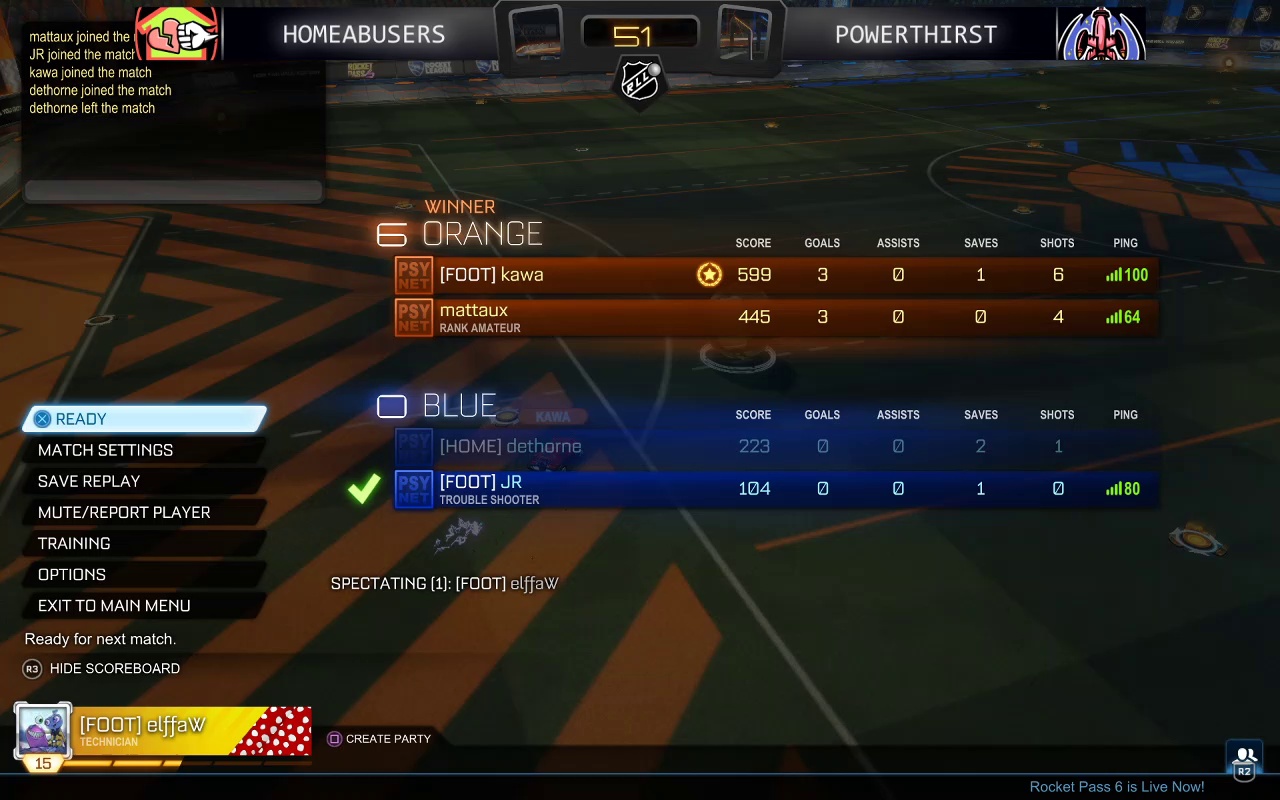 HOMEABUSERS
51
POWERTHIRST
RLL
mattaux joined the
JR joined the match
kawa joined the match
dethorne joined the match
dethorne left the match
WINNER
6 ORANGE
SCORE GOALS ASSISTS SAVES SHOTS PING
PSY NET [FOOT] kawa 599 3 0 1 6 100
PSY NET mattaux 445 3 0 0 4 64
RANK AMATEUR
0 BLUE
SCORE GOALS ASSISTS SAVES SHOTS PING
KAWA
PSY NET [HOME] dethorne 223 0 0 2 1
PSY NET [FOOT] JR 104 0 0 1 0 80
TROUBLE SHOOTER
SPECTATING (1): [FOOT] elffaW
READY
MATCH SETTINGS
SAVE REPLAY
MUTE/REPORT PLAYER
TRAINING
OPTIONS
EXIT TO MAIN MENU
Ready for next match.
R3 HIDE SCOREBOARD
[FOOT] elffaW
TECHNICIAN
15
CREATE PARTY
R2
Rocket Pass 6 is Live Now!